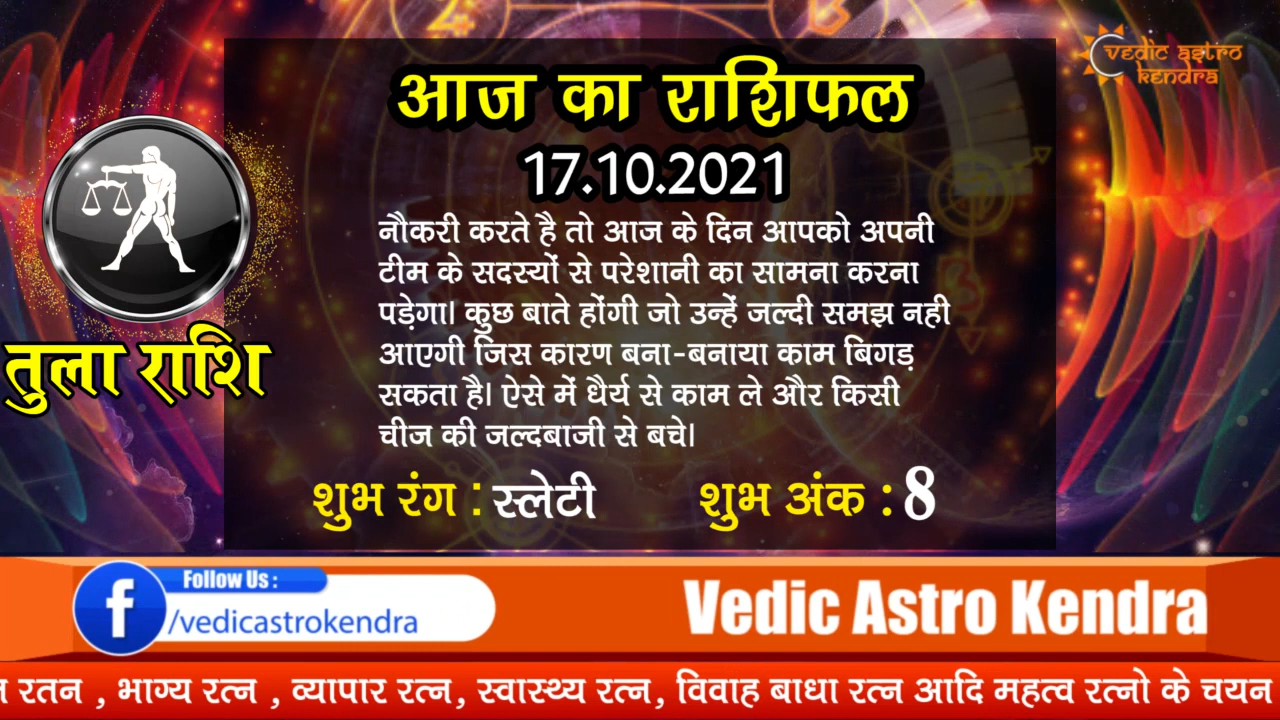 vedic astro
kendra
आज का राशिफल
17.10.2021
नौकरी करते है तो आज के दिन आपको अपनी
टीम के सदस्यों से परेशानी का सामना करना
पड़ेगा। कुछ बाते होंगी जो उन्हें जल्दी समझ नही
आएगी जिस कारण बना-बनाया काम बिगड़
सकता है। ऐसे में धैर्य से काम ले और किसी
चीज की जल्दबाजी से बचे।
तुला राशि
शुभ रंग : स्लेटी
शुभ अंक : 8
Follow Us :
f
/vedicastrokendra
Vedic Astro Kendra
रतन , भाग्य रत्न , व्यापार रत्न, स्वास्थ्य रत्न, विवाह बाधा रत्न आदि महत्व रत्नो के चयन